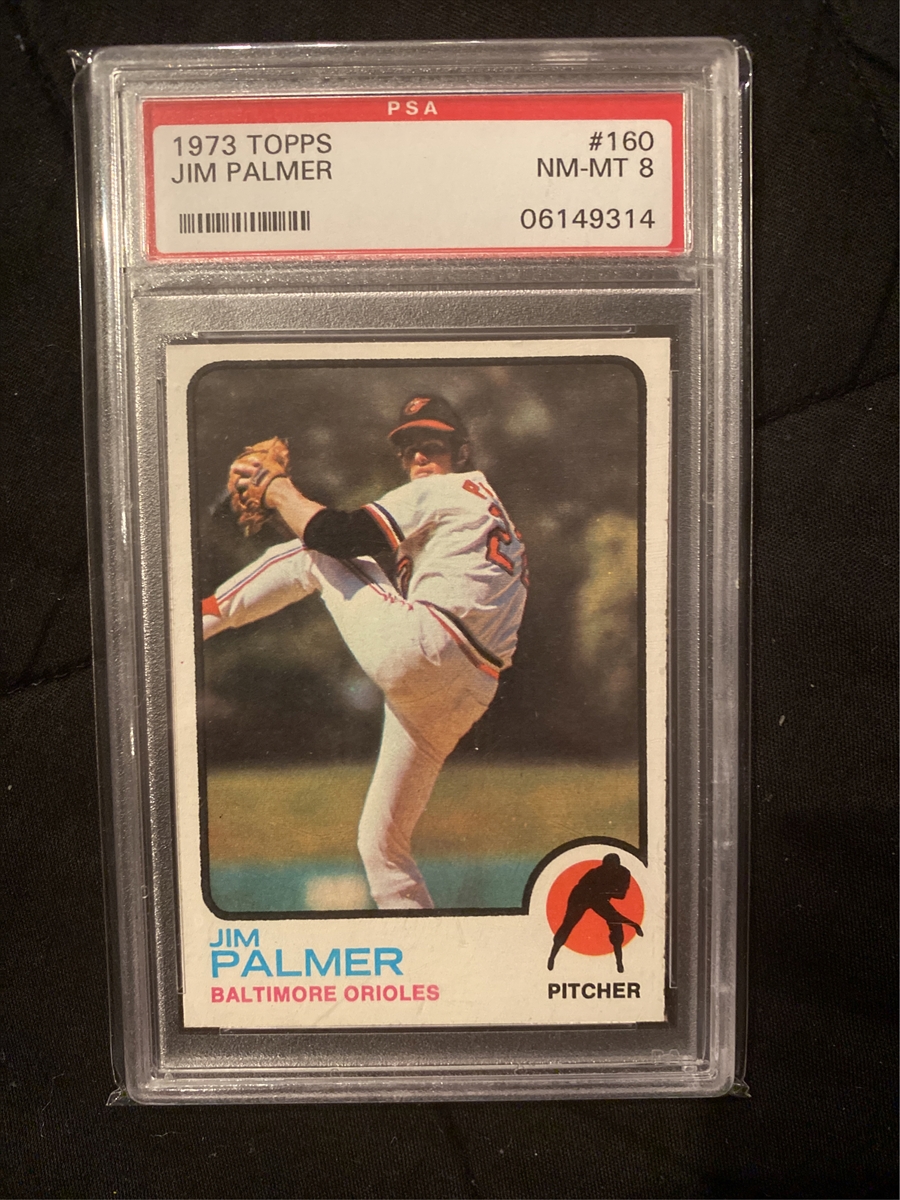 PSA
1973 TOPPS #160
JIM PALMER NM-MT 8
06149314
JIM
PALMER
BALTIMORE ORIOLES
PITCHER